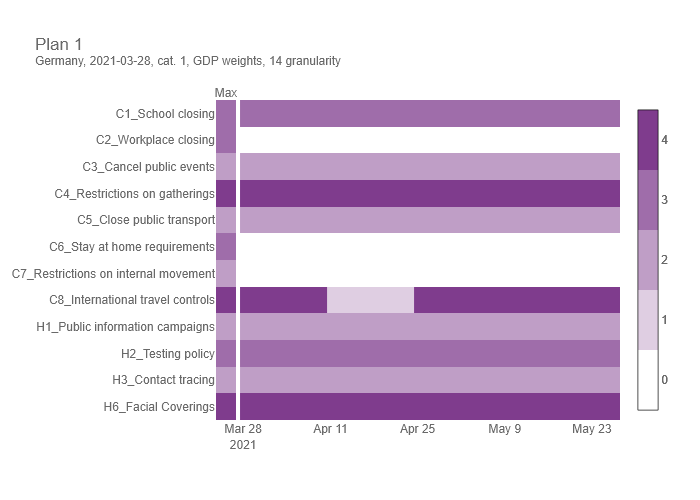 Plan 1
Germany, 2021-03-28, cat. 1, GDP weights, 14 granularity
Max
C1_School closing
C2_Workplace closing
C3_Cancel public events
C4_Restrictions on gatherings
C5_Close public transport
C6_Stay at home requirements
C7_Restrictions on internal movement
C8_International travel controls
H1_Public information campaigns
H2_Testing policy
H3_Contact tracing
H6_Facial Coverings
Mar 28 Apr 11 Apr 25 May 9 May 23
2021
4
3
2
1
0